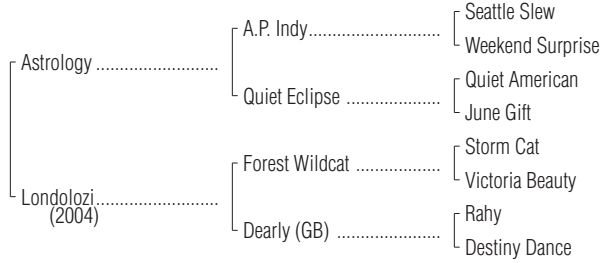 Seattle Slew
A.P. Indy
Weekend Surprise
Astrology
Quiet American
Quiet Eclipse
June Gift
Storm Cat
Forest Wildcat
Victoria Beauty
Londolozi
(2004)
Rahy
Dearly (GB)
Destiny Dance